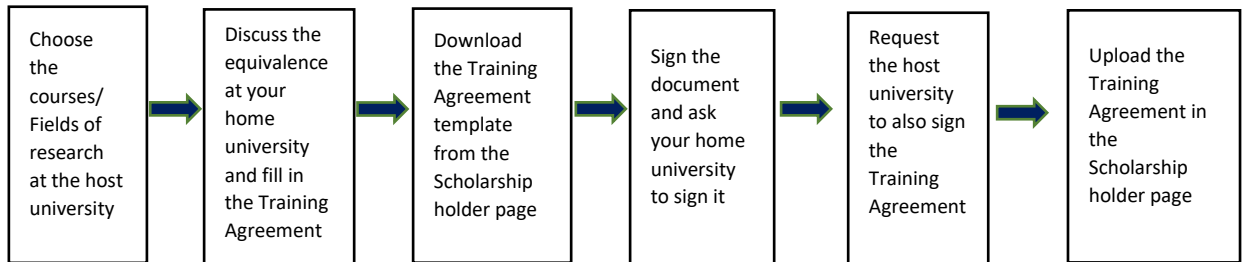 Choose
the
courses/
Fields of
research
at the host
university
Discuss the
equivalence
at your
home
university
and fill in
the Training
Agreement
Download
the Training
Agreement
template
from the
Scholarship
holder page
Sign the
document
and ask
your home
university
to sign it
Request
the host
university
to also sign
the
Training
Agreement
Upload the
Training
Agreement in
the
Scholarship
holder page